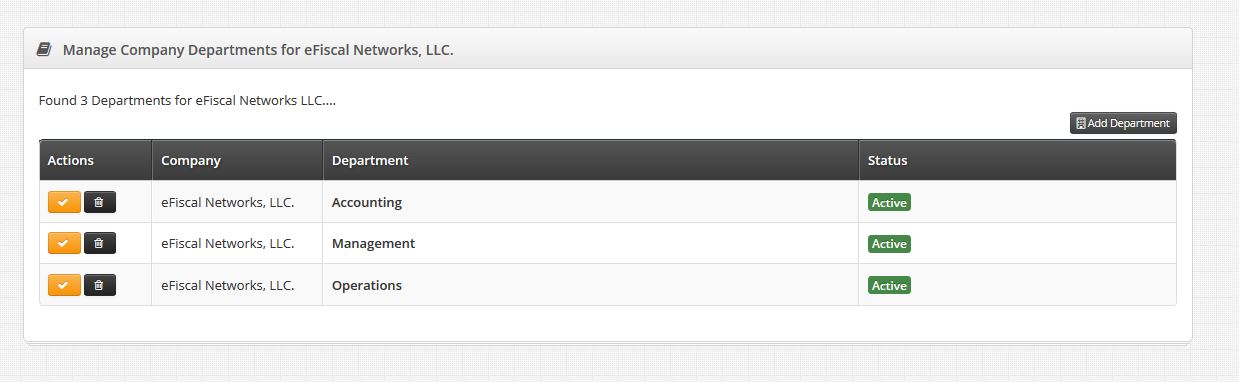 Manage Company Departments for eFiscal Networks, LLC.
Found 3 Departments for eFiscal Networks LLC....
Add Department
Actions Company Department Status
eFiscal Networks, LLC. Accounting Active
eFiscal Networks, LLC. Management Active
eFiscal Networks, LLC. Operations Active